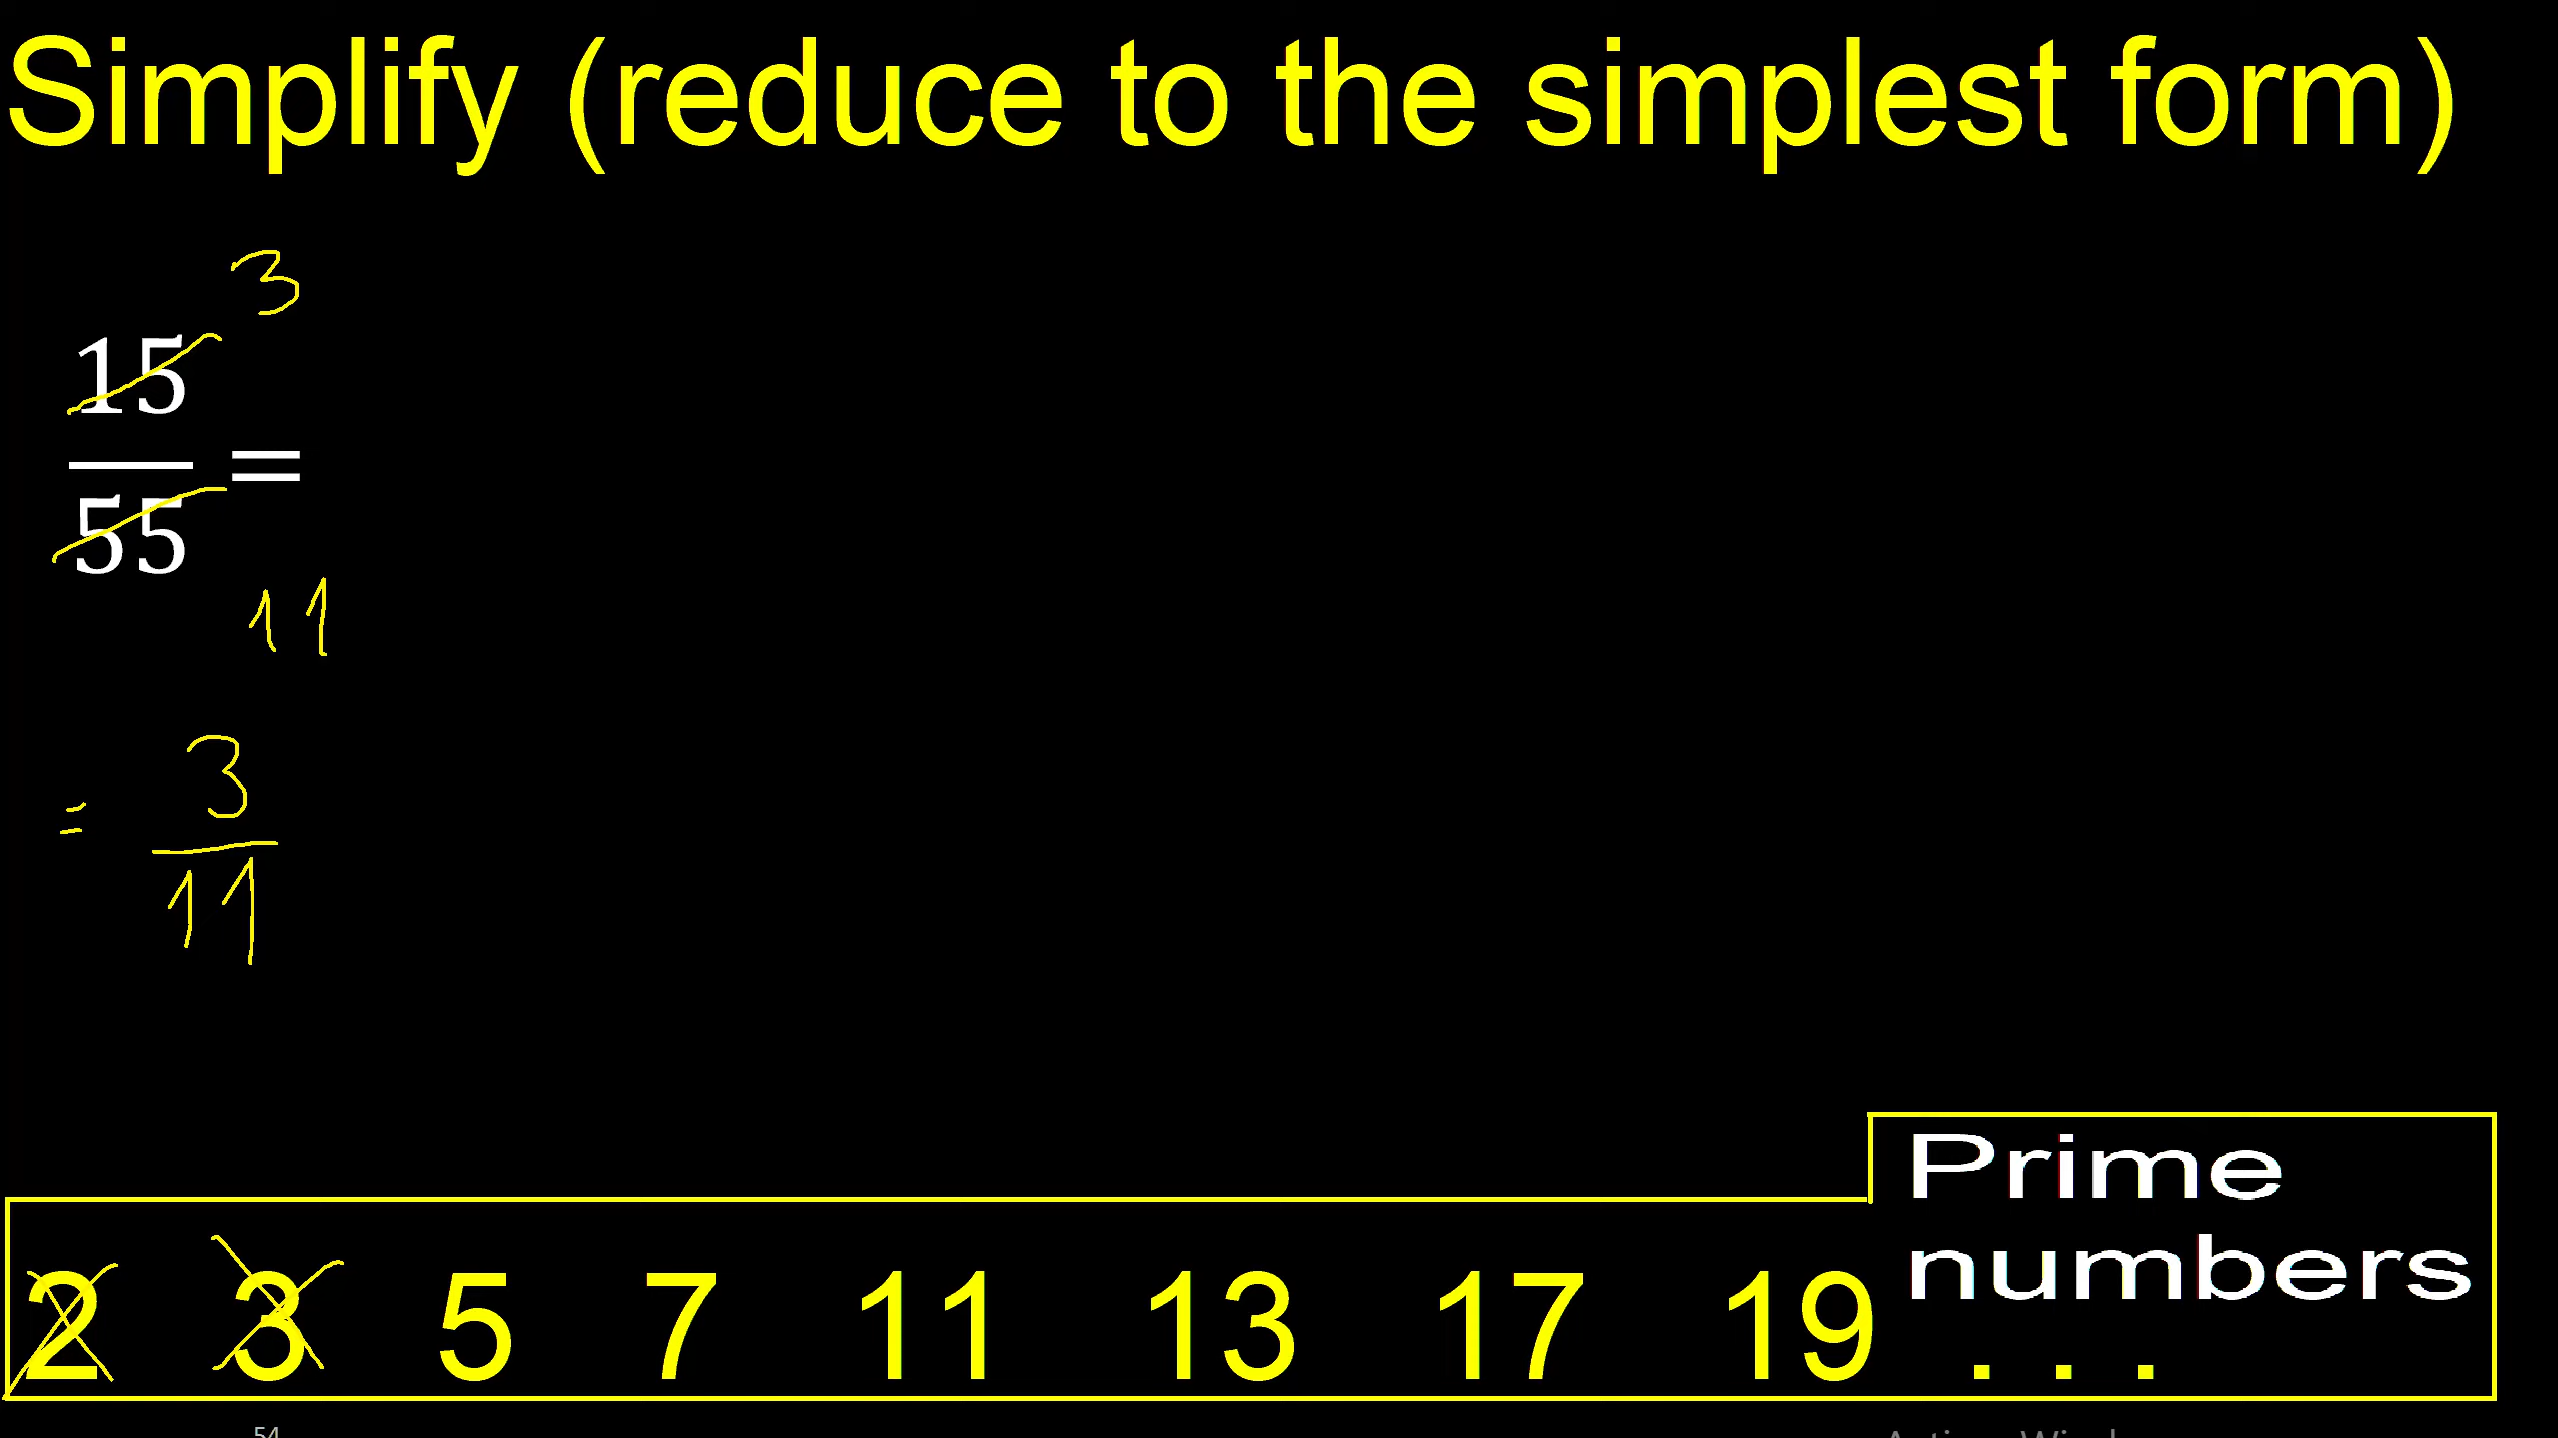 Simplify (reduce to the simplest form)
3
15
55 =
11
3
= 
11
Prime
numbers
2 3 5 7 11 13 17 19 . . .
54